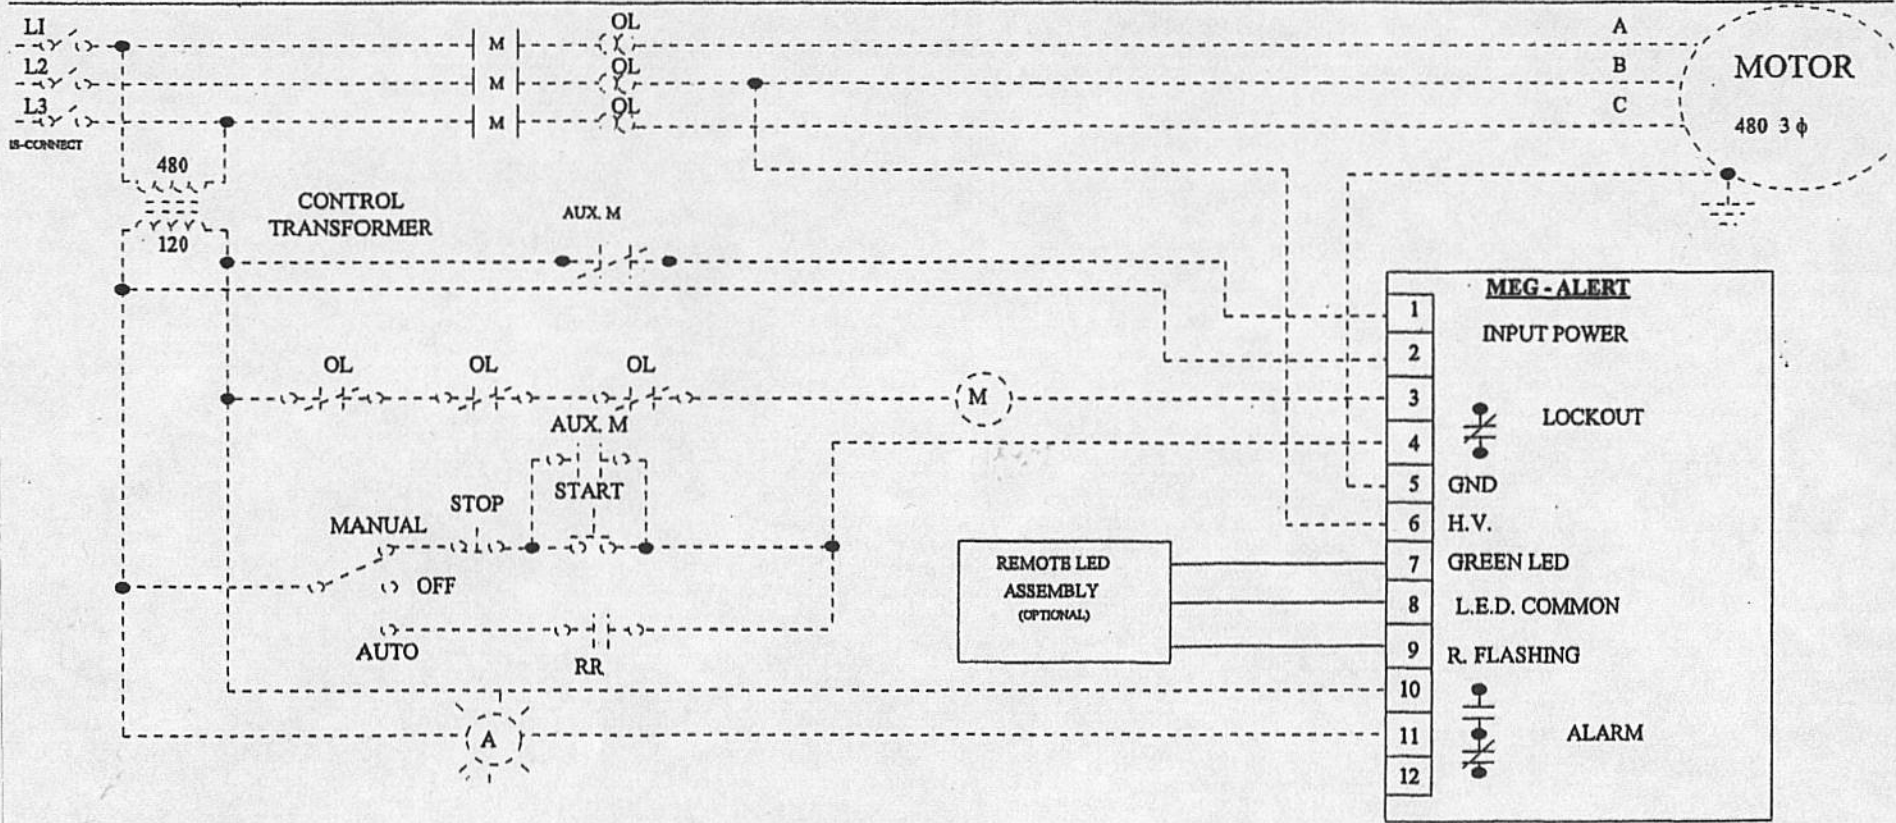 L1
OL
A
M
L2
OL
B
MOTOR
M
L3
OL
C
M
480 3 ϕ
IS-CONNECT
480
CONTROL
TRANSFORMER
AUX. M
120
MEG - ALERT
1
INPUT POWER
2
OL
OL
OL
M
3
LOCKOUT
AUX. M
4
START
5
GND
STOP
MANUAL
6
H.V.
REMOTE LED
ASSEMBLY
(OPTIONAL)
7
GREEN LED
OFF
8
L.E.D. COMMON
AUTO
RR
9
R. FLASHING
10
A
11
ALARM
12